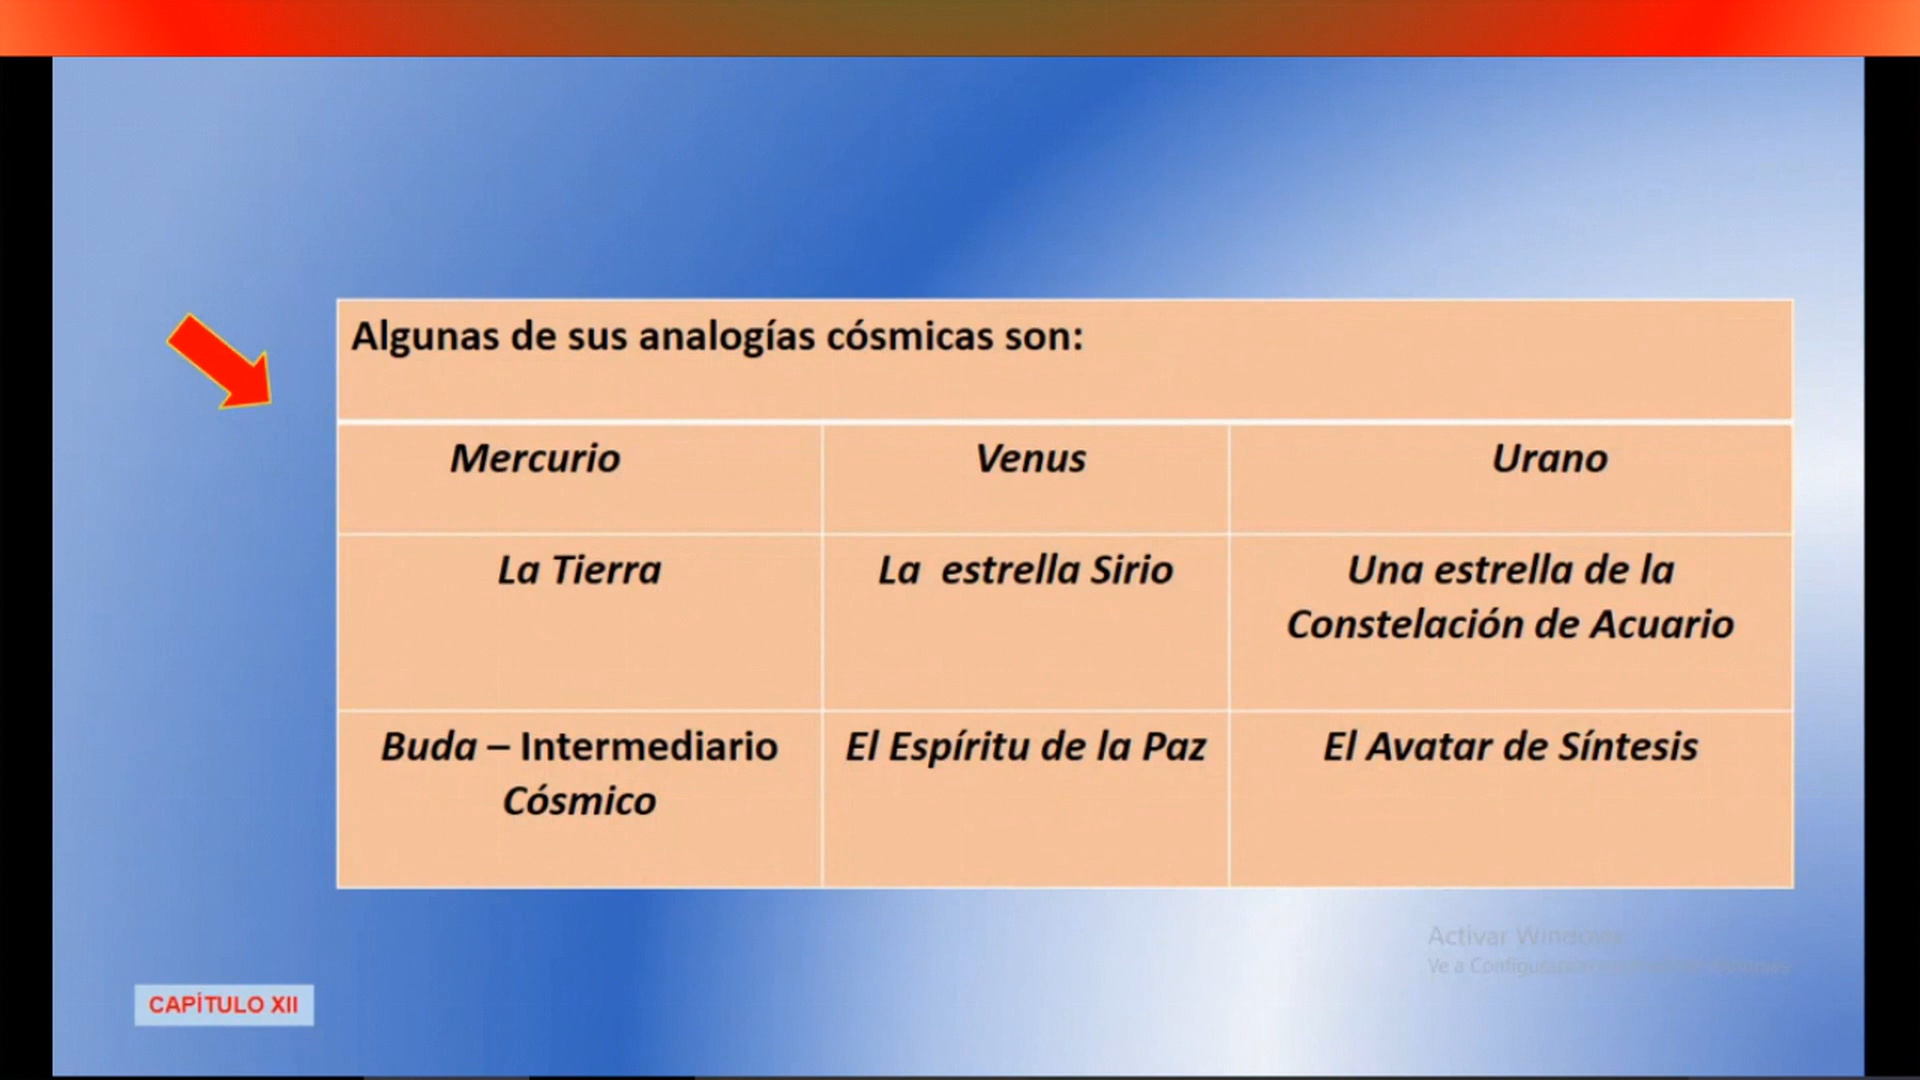 Algunas de sus analogías cósmicas son:
Mercurio
Venus
Urano
La Tierra
La estrella Sirio
Una estrella de la
Constelación de Acuario
Buda – Intermediario
Cósmico
El Espíritu de la Paz
El Avatar de Síntesis
Activar Windows
Ve a
CAPÍTULO XII